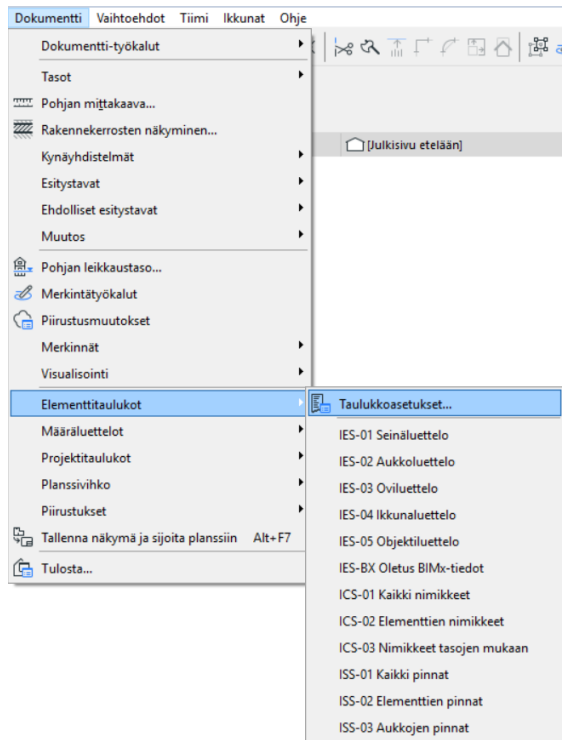 Dokumentti Vaihtoehdot Tiimi Ikkunat Ohje
Dokumentti-työkalut
Tasot
Pohjan mittakaava...
Rakennekerrosten näkyminen...
Kynäyhdistelmät
[Julkisivu etelään]
Esitystavat
Ehdolliset esitystavat
Muutos
Pohjan leikkaustaso...
Merkintätyökalut
Piirustusmuutokset
Merkinnät
Visualisointi
Elementtitaulukot
Määräluettelot
Projektitaulukot
Planssivihko
Piirustukset
Tallenna näkymä ja sijoita planssiin Alt+F7
Tulosta...
Taulukkoasetukset...
IES-01 Seinäluettelo
IES-02 Aukkoluettelo
IES-03 Oviluettelo
IES-04 Ikkunaluettelo
IES-05 Objektiluettelo
IES-BX Oletus BIMx-tiedot
ICS-01 Kaikki nimikkeet
ICS-02 Elementtien nimikkeet
ICS-03 Nimikkeet tasojen mukaan
ISS-01 Kaikki pinnat
ISS-02 Elementtien pinnat
ISS-03 Aukkojen pinnat